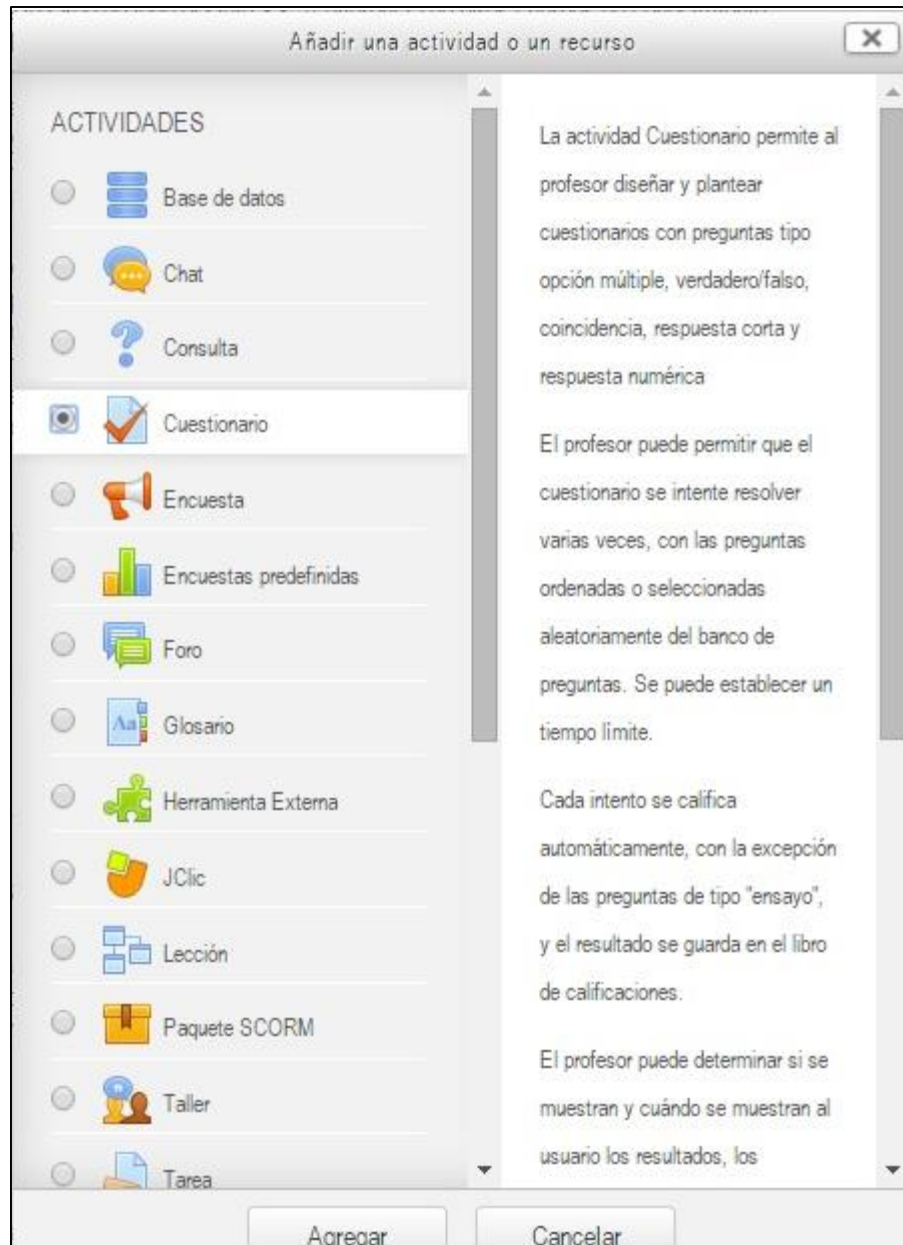 Añadir una actividad o un recurso
ACTIVIDADES
Base de datos
Chat
Consulta
Cuestionario
Encuesta
Encuestas predefinidas
Foro
Aa
Glosario
Herramienta Externa
JClic
Lección
Paquete SCORM
Taller
Tarea
La actividad Cuestionario permite al
profesor diseñar y plantear
cuestionarios con preguntas tipo
opción múltiple, verdadero/falso,
coincidencia, respuesta corta y
respuesta numérica
El profesor puede permitir que el
cuestionario se intente resolver
varias veces, con las preguntas
ordenadas o seleccionadas
aleatoriamente del banco de
preguntas. Se puede establecer un
tiempo límite.
Cada intento se califica
automáticamente, con la excepción
de las preguntas de tipo "ensayo",
y el resultado se guarda en el libro
de calificaciones.
El profesor puede determinar si se
muestran y cuándo se muestran al
usuario los resultados, los
Agregar
Cancelar